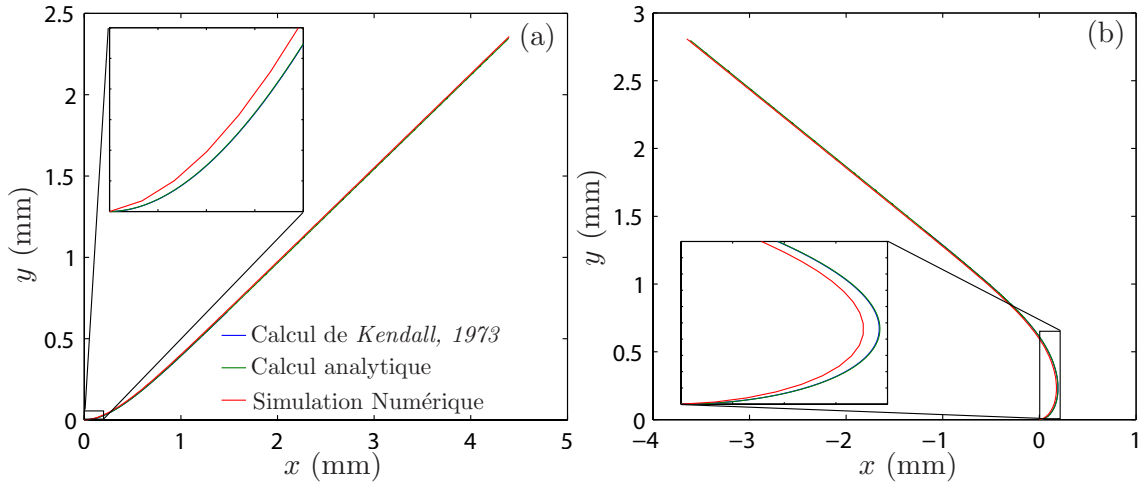 (a)
2.5
2
1.5
1
0.5
0
y (mm)
Calcul de Kendall, 1973
Calcul analytique
Simulation Numérique
0 1 2 3 4 5
x (mm)
(b)
3
2.5
2
1.5
1
0.5
0
y (mm)
−4 −3 −2 −1 0 1
x (mm)